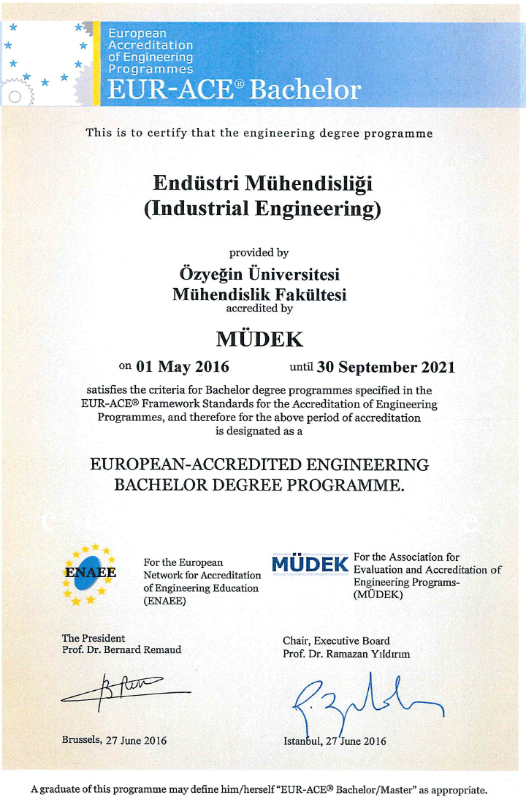 European
Accreditation
of Engineering
Programmes
EUR-ACE® Bachelor
This is to certify that the engineering degree programme
Endüstri Mühendisliği
(Industrial Engineering)
provided by
Özyeğin Üniversitesi
Mühendislik Fakültesi
accredited by
MÜDEK
on 01 May 2016 until 30 September 2021
satisfies the criteria for Bachelor degree programmes specified in the
EUR-ACE® Framework Standards for the Accreditation of Engineering
Programmes, and therefore for the above period of accreditation
is designated as a
EUROPEAN-ACCREDITED ENGINEERING
BACHELOR DEGREE PROGRAMME.
ENAEE
For the European
Network for Accreditation
of Engineering Education
(ENAEE)
MÜDEK
For the Association for
Evaluation and Accreditation of
Engineering Programs-
(MÜDEK)
The President
Prof. Dr. Bernard Remaud
Brussels, 27 June 2016
Chair, Executive Board
Prof. Dr. Ramazan Yıldırım
Istanbul, 27 June 2016
A graduate of this programme may define him/herself "EUR-ACE® Bachelor/Master" as appropriate.